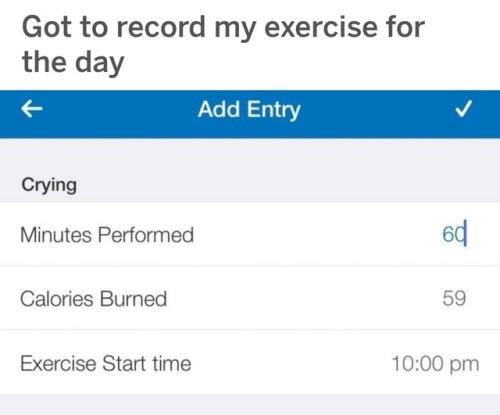 Got to record my exercise for
the day
Add Entry
Crying
Minutes Performed 60
Calories Burned 59
Exercise Start time 10:00 pm